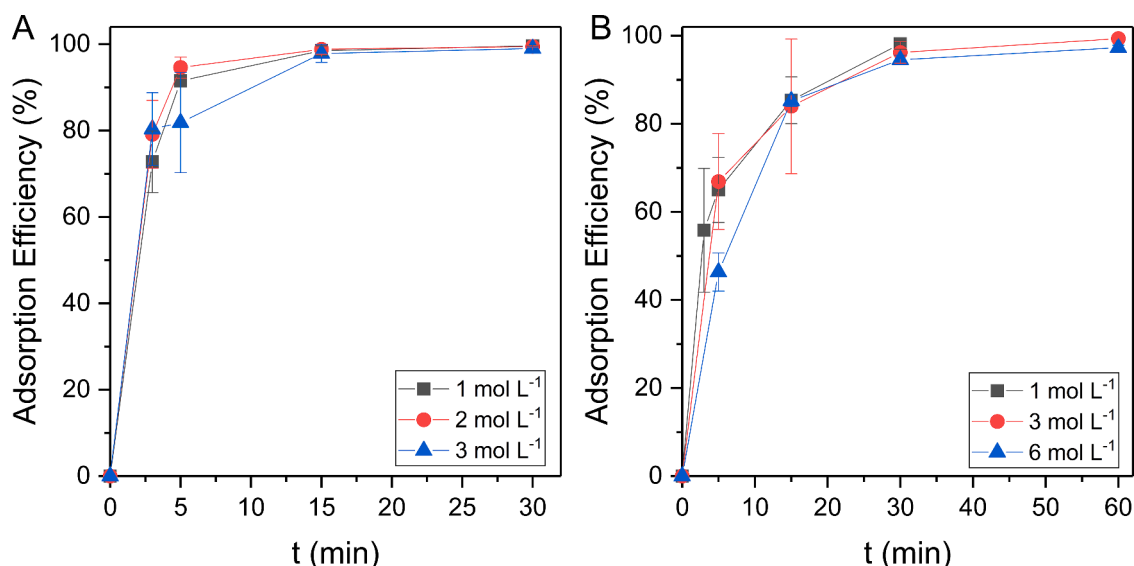 A
Adsorption Efficiency (%)
100
80
60
40
20
0
0 5 10 15 20 25 30
t (min)
1 mol L⁻¹
2 mol L⁻¹
3 mol L⁻¹
B
Adsorption Efficiency (%)
100
80
60
40
20
0
0 10 20 30 40 50 60
t (min)
1 mol L⁻¹
3 mol L⁻¹
6 mol L⁻¹